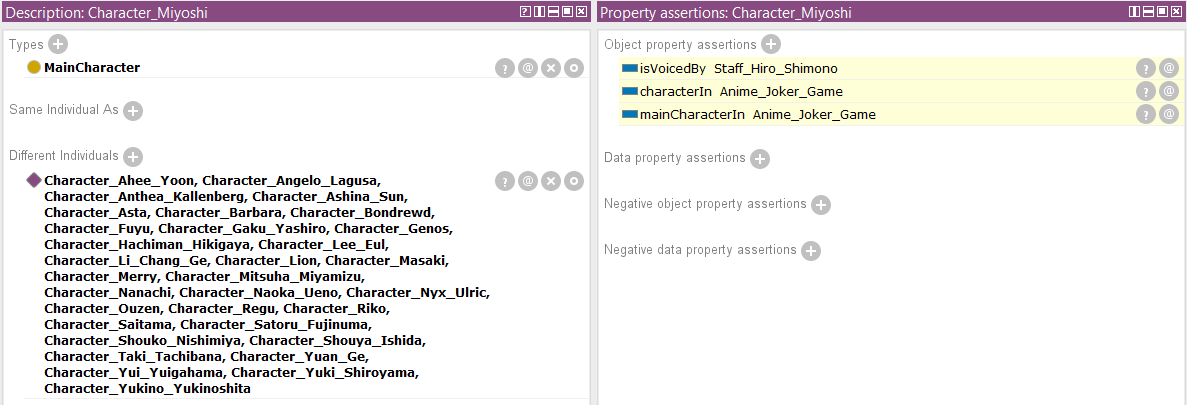 Description: Character_Miyoshi
Types
MainCharacter
Same Individual As
Different Individuals
Character_Ahee_Yoon, Character_Angelo_Lagusa,
Character_Anthea_Kallenberg, Character_Ashina_Sun,
Character_Asta, Character_Barbara, Character_Bondrewd,
Character_Fuyu, Character_Gaku_Yashiro, Character_Genos,
Character_Hachiman_Hikigaya, Character_Lee_Eul,
Character_Li_Chang_Ge, Character_Lion, Character_Masaki,
Character_Merry, Character_Mitsuha_Miyamizu,
Character_Nanachi, Character_Naoka_Ueno, Character_Nyx_Ulric,
Character_Ouzen, Character_Regu, Character_Riko,
Character_Saitama, Character_Satoru_Fujinuma,
Character_Shouko_Nishimiya, Character_Shouya_Ishida,
Character_Taki_Tachibana, Character_Yuan_Ge,
Character_Yui_Yuigahama, Character_Yuki_Shiroyama,
Character_Yukino_Yukinoshita
Property assertions: Character_Miyoshi
Object property assertions
isVoicedBy Staff_Hiro_Shimono
characterIn Anime_Joker_Game
mainCharacterIn Anime_Joker_Game
Data property assertions
Negative object property assertions
Negative data property assertions